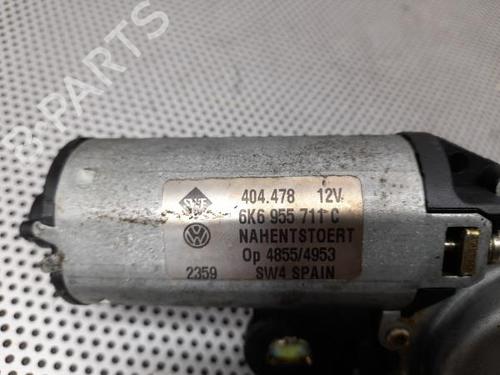 B-PARTS
SWF
404.478 12V
6K6 955 711 C
NAHENTSTOERT
Op 4855/4953
2359 SW4 SPAIN